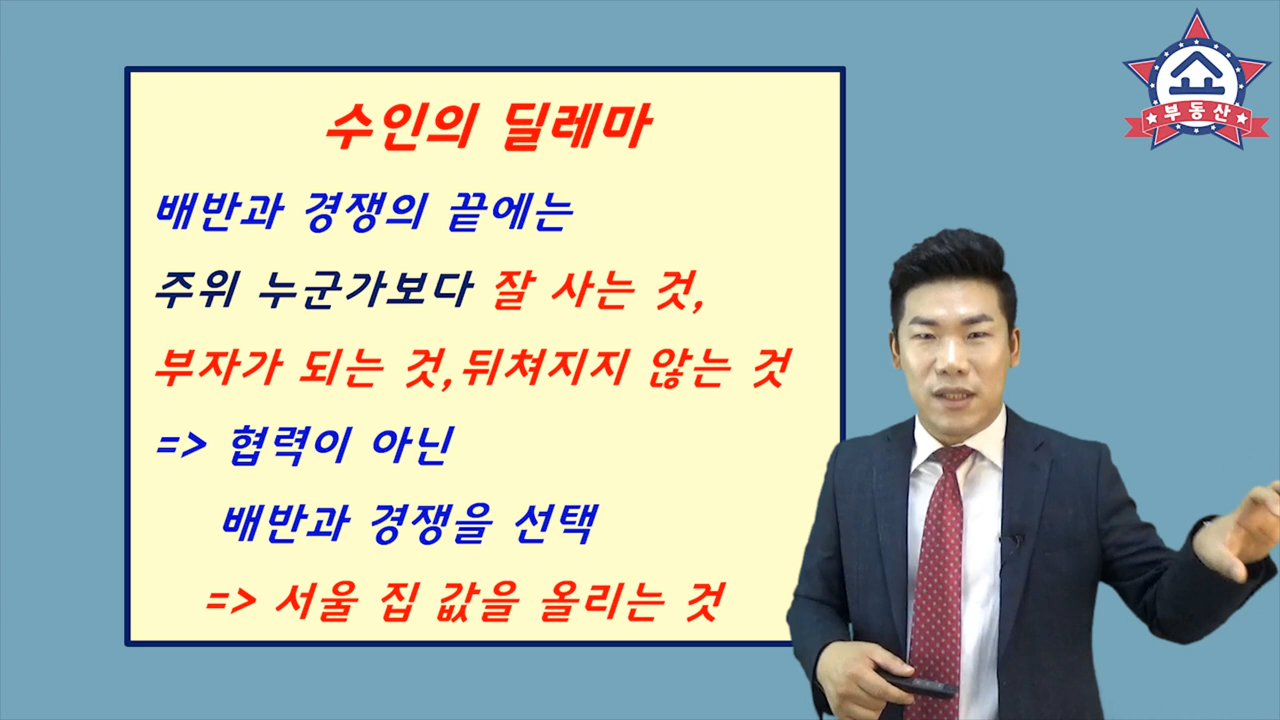 수인의 딜레마
배반과 경쟁의 끝에는
주위 누군가보다 잘 사는 것,
부자가 되는 것,뒤쳐지지 않는 것
=> 협력이 아닌
배반과 경쟁을 선택
=> 서울 집 값을 올리는 것
쇼
부동산